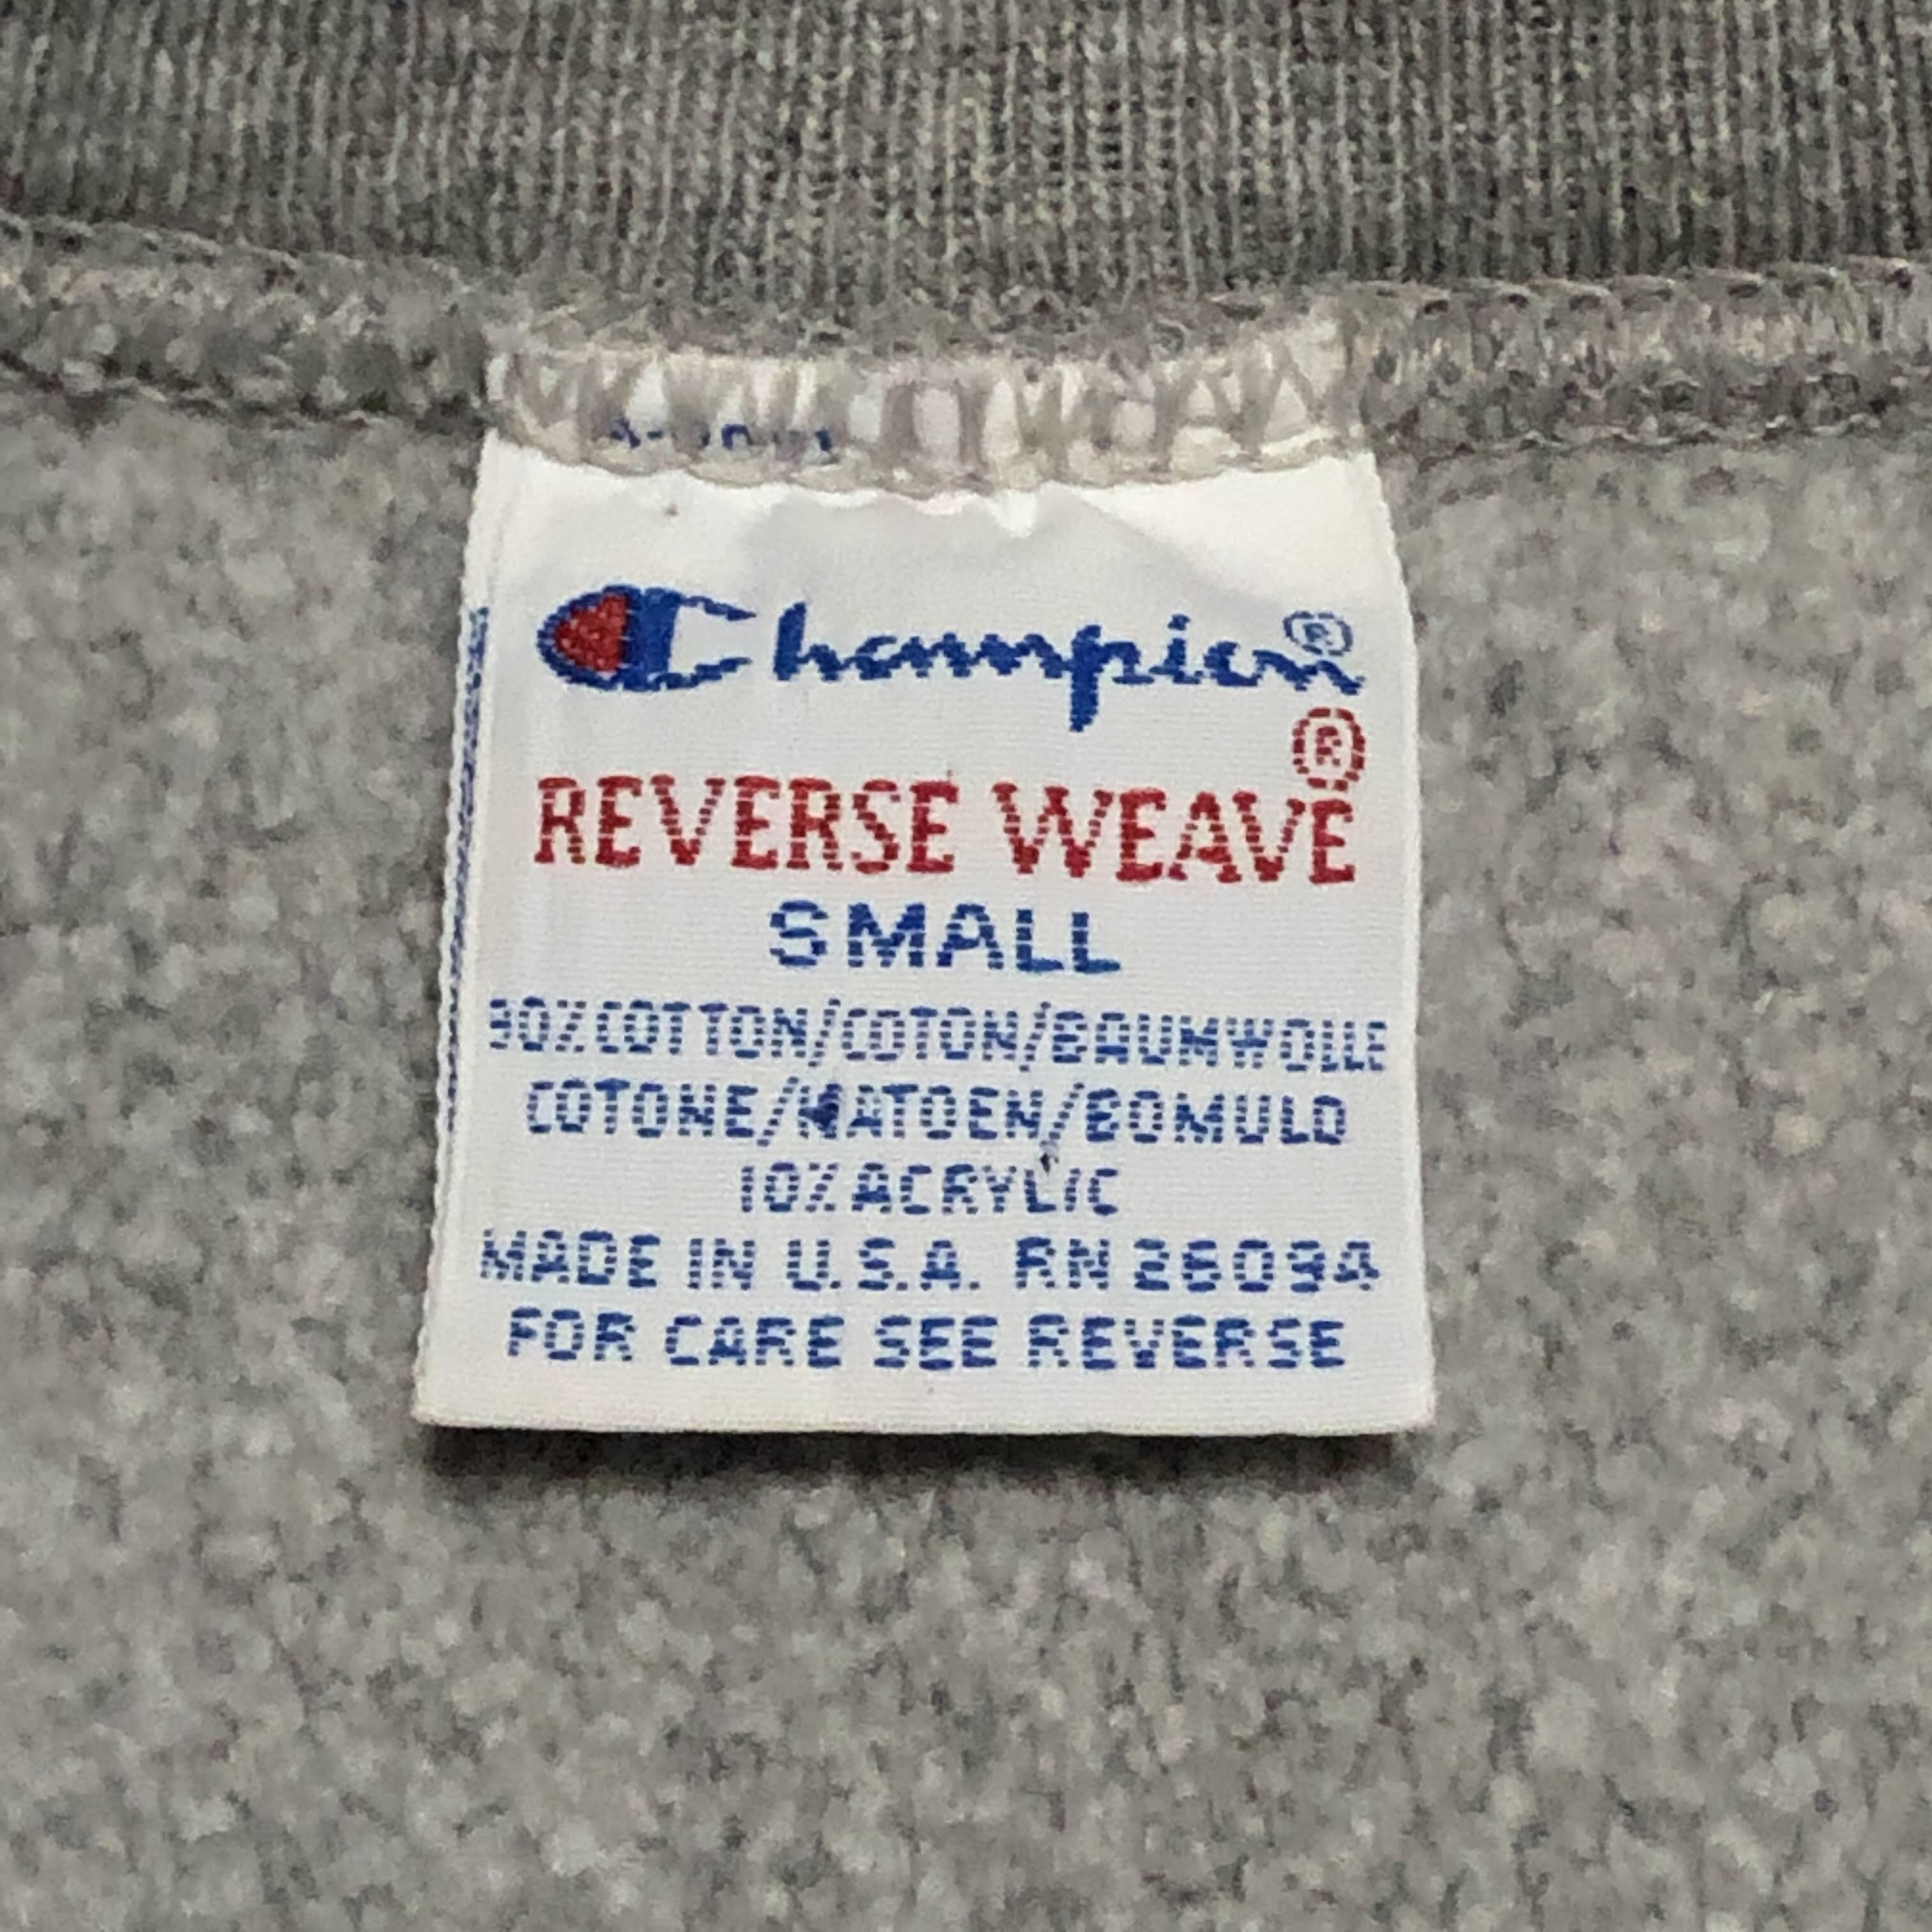 Champion®
REVERSE WEAVE®
SMALL
90% COTTON/COTON/BAUMWOLLE
COTONE/KATOEN/BOMULD
10% ACRYLIC
MADE IN U.S.A. RN 26094
FOR CARE SEE REVERSE